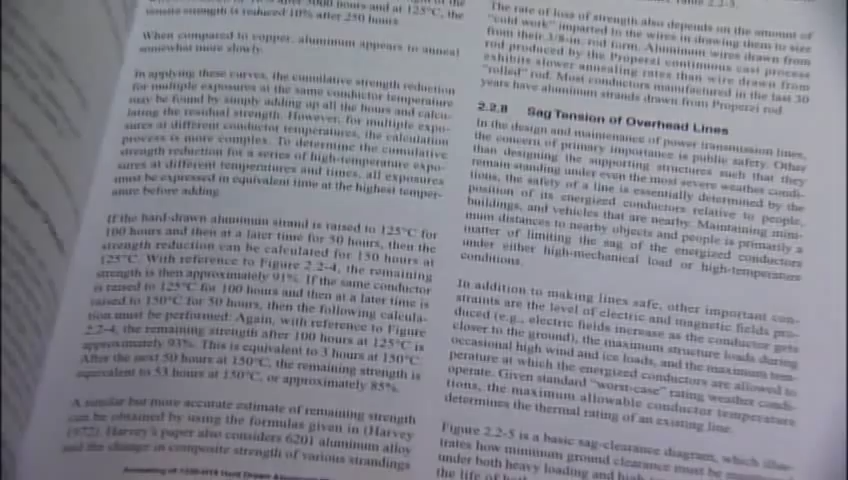 5000 hours and at 125°C, the
tensile strength is reduced 10% after 250 hours.
When compared to copper, aluminum appears to anneal
somewhat more slowly.
In applying these curves, the cumulative strength reduction
for multiple exposures at the same conductor temperature
may be found by simply adding up all the hours and calcu-
lating the residual strength. However, for multiple expo-
sures at different conductor temperatures, the calculation
process is more complex. To determine the cumulative
strength reduction for a series of high-temperature expo-
sures at different temperatures and times, all exposures
must be expressed in equivalent time at the highest temper-
ature before adding.
If the hard-drawn aluminum strand is raised to 125°C for
100 hours and then at a later time for 50 hours, then the
strength reduction can be calculated for 150 hours at
125°C. With reference to Figure 2.2-4, the remaining
strength is then approximately 91%. If the same conductor
is raised to 125°C for 100 hours and then at a later time is
raised to 150°C for 50 hours, then the following calcula-
tion must be performed: Again, with reference to Figure
2.2-4, the remaining strength after 100 hours at 125°C is
approximately 93%. This is equivalent to 3 hours at 150°C.
After the next 50 hours at 150°C, the remaining strength is
equivalent to 53 hours at 150°C, or approximately 85%.
A similar but more accurate estimate of remaining strength
can be obtained by using the formulas given in (Harvey
1972). Harvey's paper also considers 6201 aluminum alloy
and the change in composite strength of various strandings
Annealing of 1350-H19 Hard Drawn Aluminum
The rate of loss of strength also depends on the amount of
"cold work" imparted to the wires in drawing them to size
from their 3/8-in. rod form. Aluminum wires drawn from
rod produced by the Properzi continuous cast process
exhibits slower annealing rates than wire drawn from
"rolled" rod. Most conductors manufactured in the last 30
years have aluminum strands drawn from Properzi rod.
2.2.8 Sag Tension of Overhead Lines
In the design and maintenance of power transmission lines,
the concern of primary importance is public safety. Other
than designing the supporting structures such that they
remain standing under even the most severe weather condi-
tions, the safety of a line is essentially determined by the
position of its energized conductors relative to people,
buildings, and vehicles that are nearby. Maintaining mini-
mum distances to nearby objects and people is primarily a
matter of limiting the sag of the energized conductors
under either high-mechanical load or high-temperature
conditions.
In addition to making lines safe, other important con-
straints are the level of electric and magnetic fields pro-
duced (e.g., electric fields increase as the conductor gets
closer to the ground), the maximum structure loads during
occasional high wind and ice loads, and the maximum tem-
perature at which the energized conductors are allowed to
operate. Given standard "worst-case" rating weather condi-
tions, the maximum allowable conductor temperature
determines the thermal rating of an existing line.
Figure 2.2-5 is a basic sag-clearance diagram, which illus-
trates how minimum ground clearance must be
under both heavy loading and
the life of